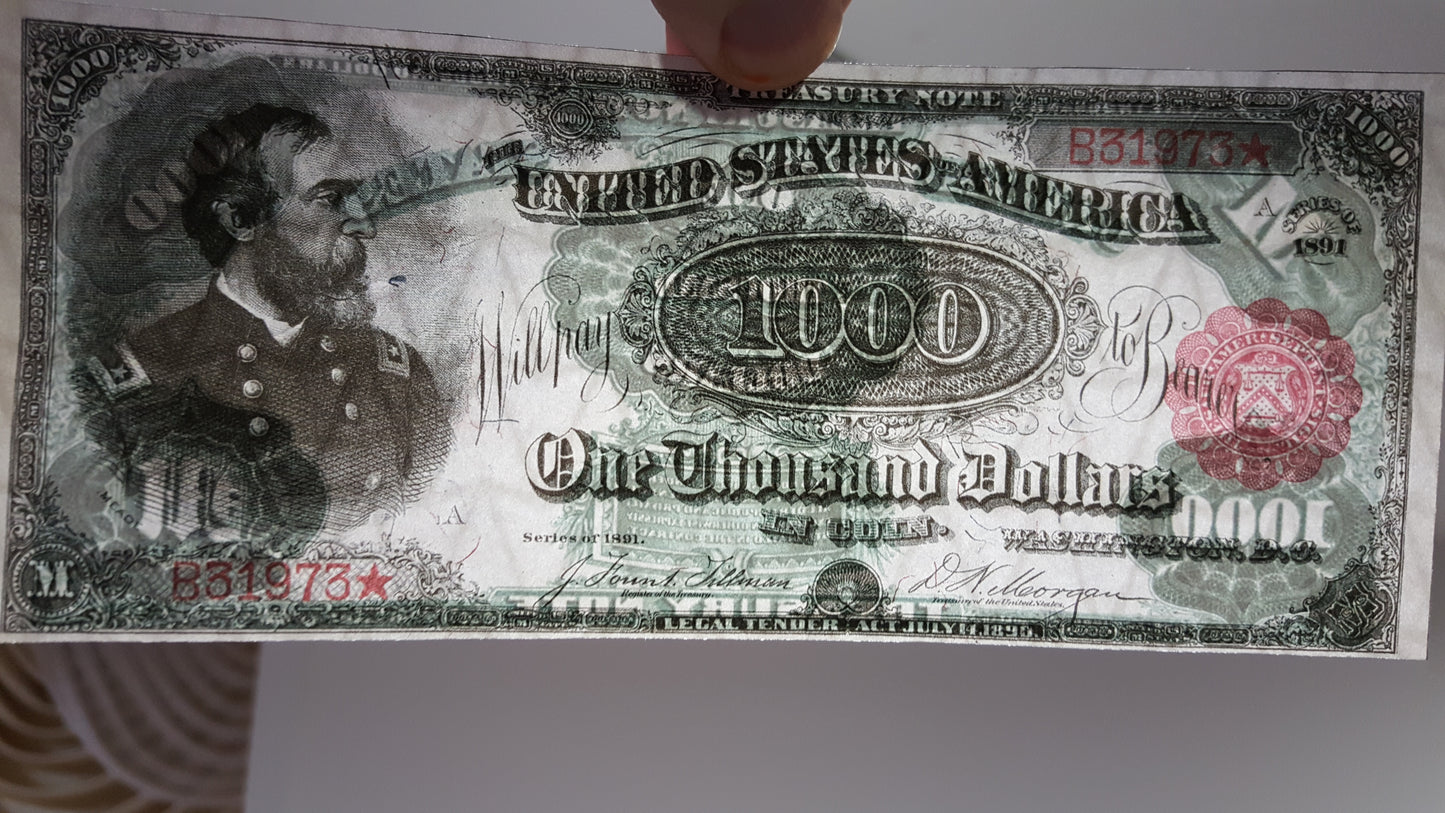 1000
TREASURY NOTE
1000
1000
B31973★
THE
UNITED STATES OF AMERICA
A
SERIES OF
1891
Will pay
1000
to Bearer
One Thousand Dollars
IN COIN.
WASHINGTON, D.C.
A
Series of 1891.
1000
M
B31973★
J. Fount Tillman
Register of the Treasury.
D. N. Morgan
Treasury of the United States.
LEGAL TENDER ACT JULY 14, 1890.
M